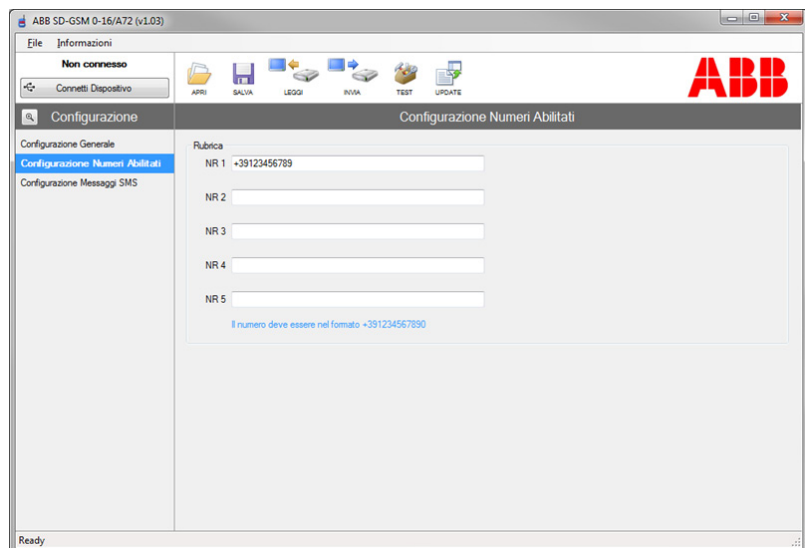 ABB SD-GSM 0-16/A72 (v1.03)
File Informazioni
Non connesso
Connetti Dispositivo
APRI SALVA LEGGI INVIA TEST UPDATE
ABB
Configurazione
Configurazione Numeri Abilitati
Configurazione Generale
Configurazione Numeri Abilitati
Configurazione Messaggi SMS
Rubrica
NR 1 +39123456789
NR 2
NR 3
NR 4
NR 5
Il numero deve essere nel formato +391234567890
Ready